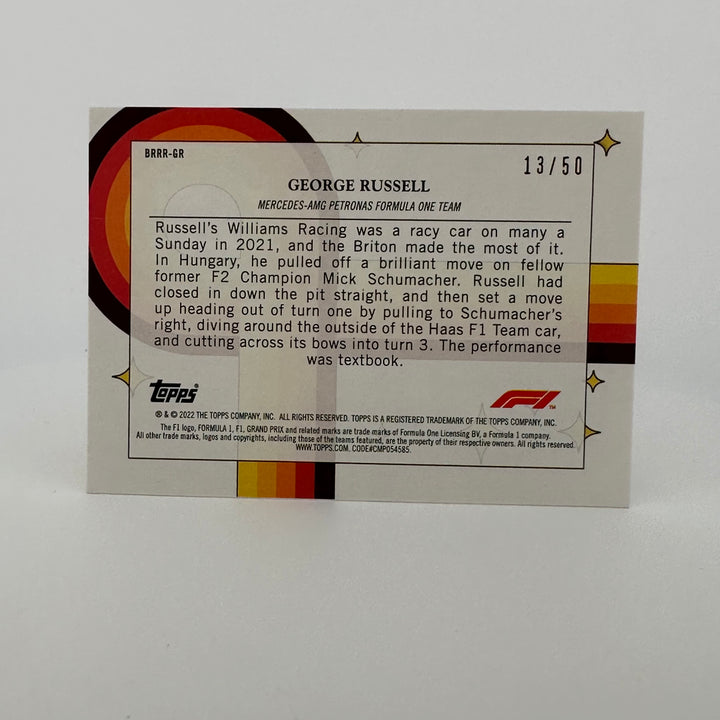 BRRR-GR
13/50
GEORGE RUSSELL
MERCEDES-AMG PETRONAS FORMULA ONE TEAM
Russell's Williams Racing was a racy car on many a
Sunday in 2021, and the Briton made the most of it.
In Hungary, he pulled off a brilliant move on fellow
former F2 Champion Mick Schumacher. Russell had
closed in down the pit straight, and then set a move
up heading out of turn one by pulling to Schumacher's
right, diving around the outside of the Haas F1 Team car,
and cutting across its bows into turn 3. The performance
was textbook.
Topps®
F1™
® & © 2022 THE TOPPS COMPANY, INC. ALL RIGHTS RESERVED. TOPPS IS A REGISTERED TRADEMARK OF THE TOPPS COMPANY, INC.
The F1 logo, FORMULA 1, F1, GRAND PRIX and related marks are trade marks of Formula One Licensing BV, a Formula 1 company.
All other trade marks, logos and copyrights, including those of the teams featured, are the property of their respective owners. All rights reserved.
WWW.TOPPS.COM. CODE#CMP054585.